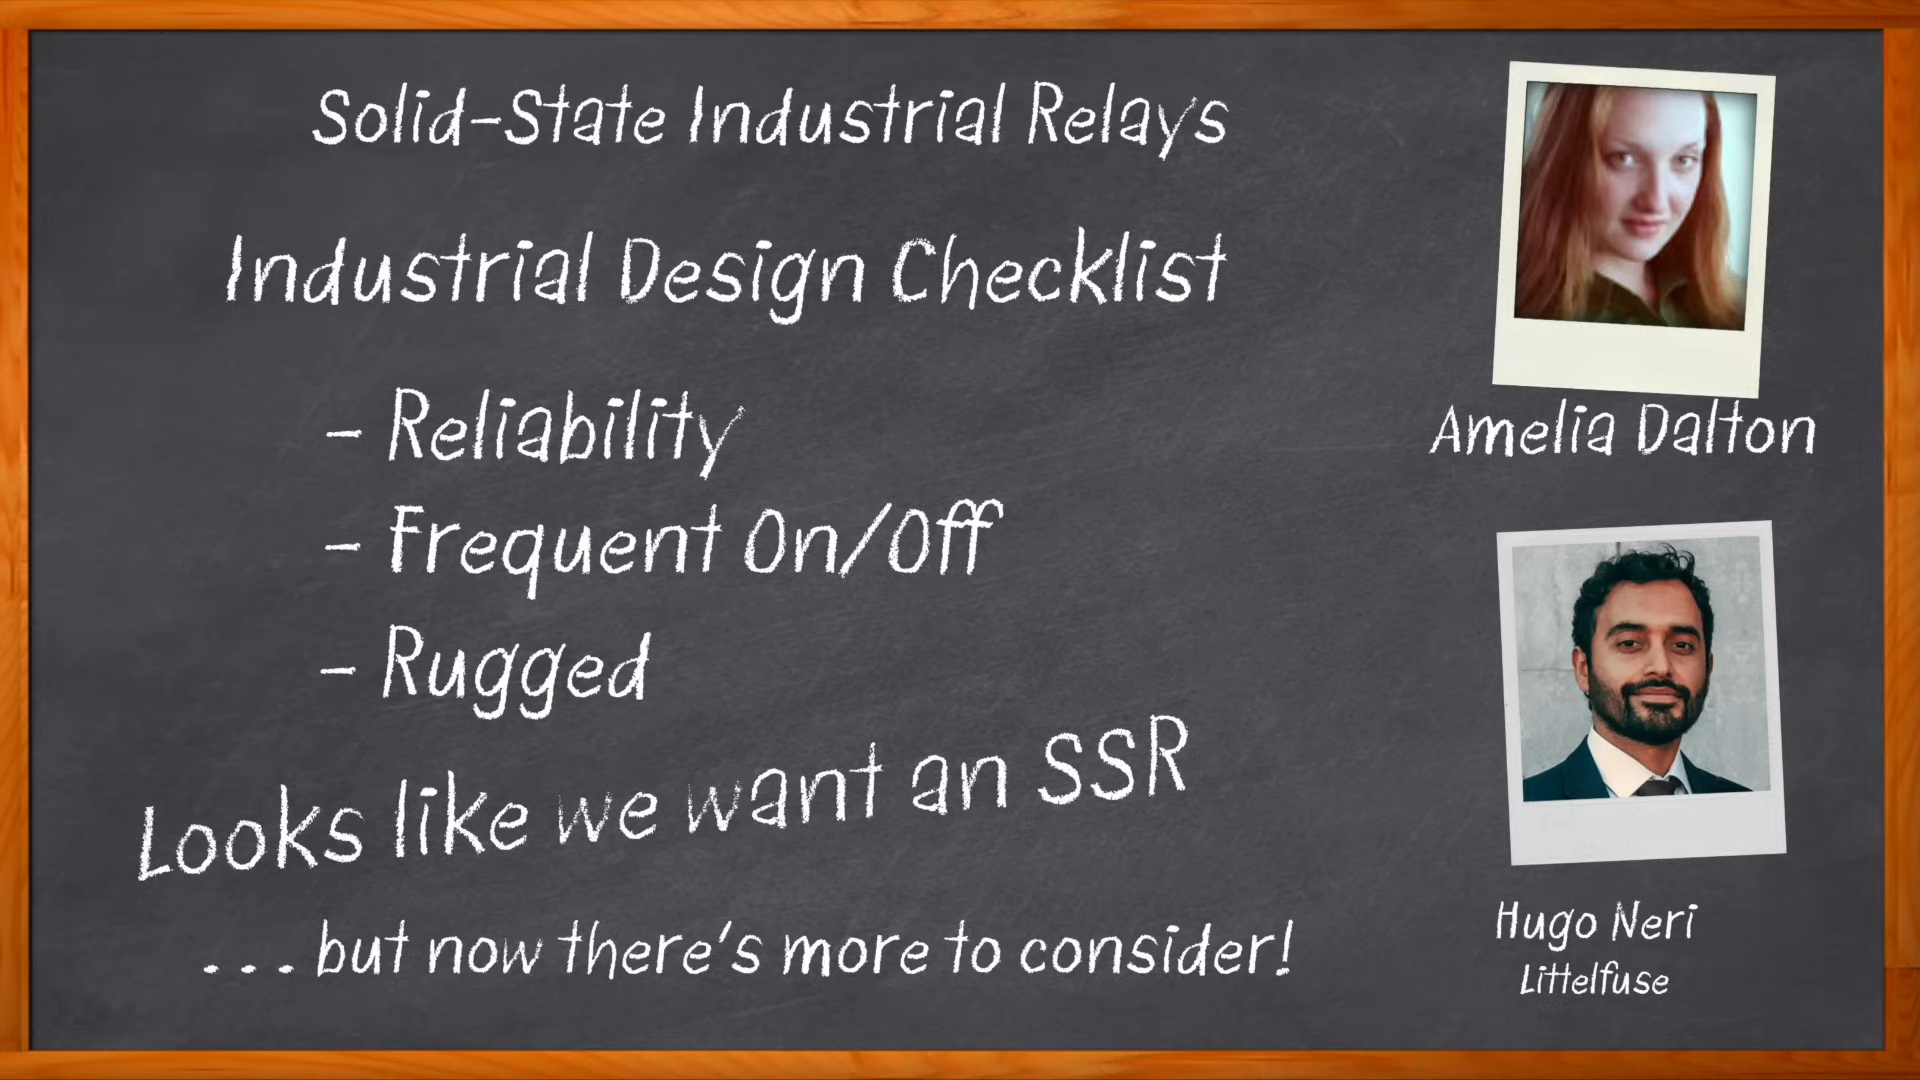 Solid-State Industrial Relays
Industrial Design Checklist
- Reliability
- Frequent On/Off
- Rugged
Looks like we want an SSR
... but now there's more to consider!
Amelia Dalton
Hugo Neri
Littelfuse